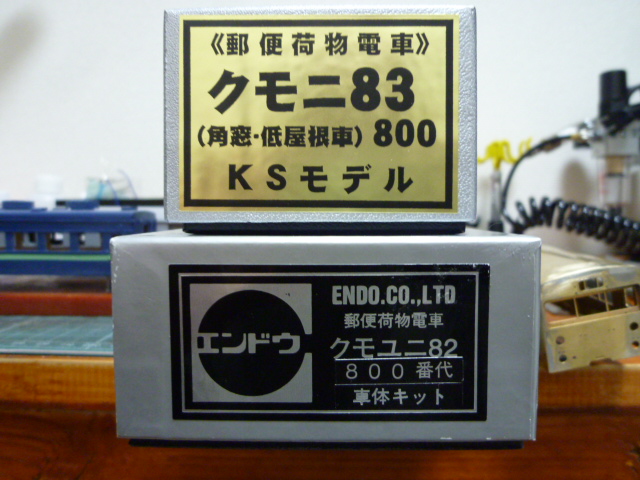 《郵便荷物電車》
クモニ83
(角窓・低屋根車) 800
KSモデル
エンドウ
ENDO.CO.,LTD
郵便荷物電車
クモユニ82
800番代
車体キット